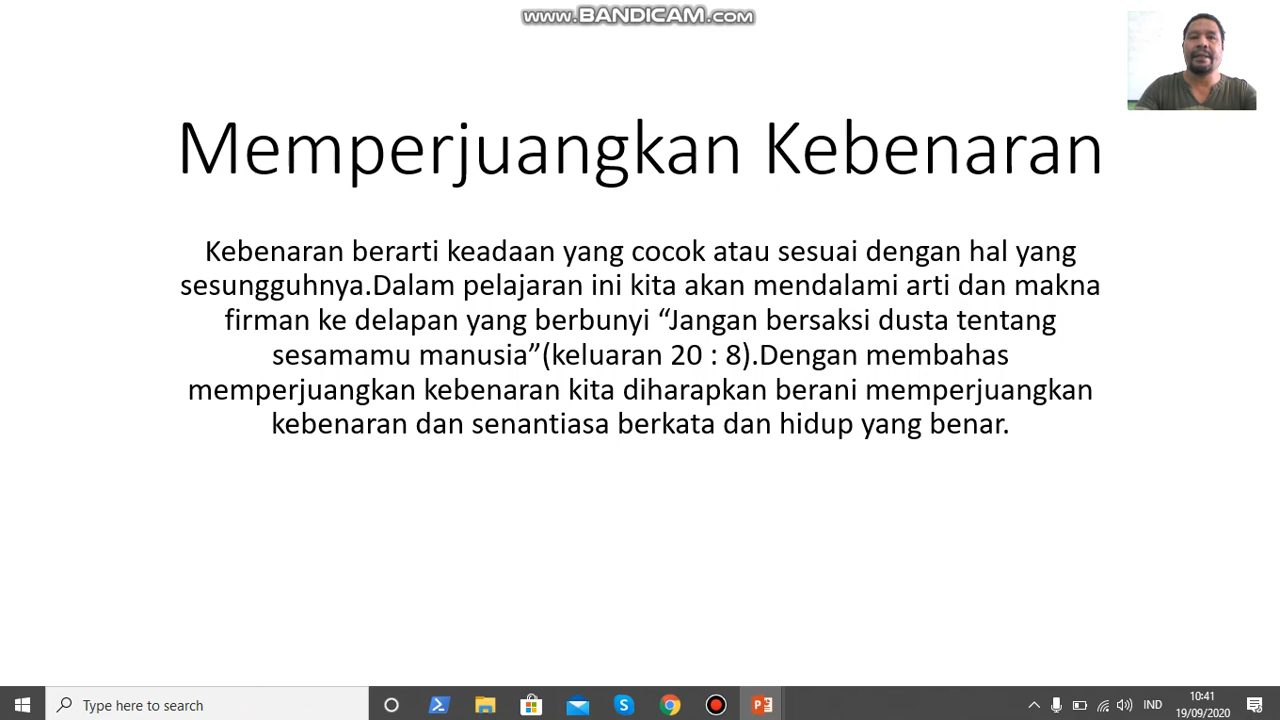 www.BANDICAM.com
Memperjuangkan Kebenaran
Kebenaran berarti keadaan yang cocok atau sesuai dengan hal yang
sesungguhnya.Dalam pelajaran ini kita akan mendalami arti dan makna
firman ke delapan yang berbunyi “Jangan bersaksi dusta tentang
sesamamu manusia”(keluaran 20 : 8).Dengan membahas
memperjuangkan kebenaran kita diharapkan berani memperjuangkan
kebenaran dan senantiasa berkata dan hidup yang benar.
Type here to search
IND
10:41
19/09/2020